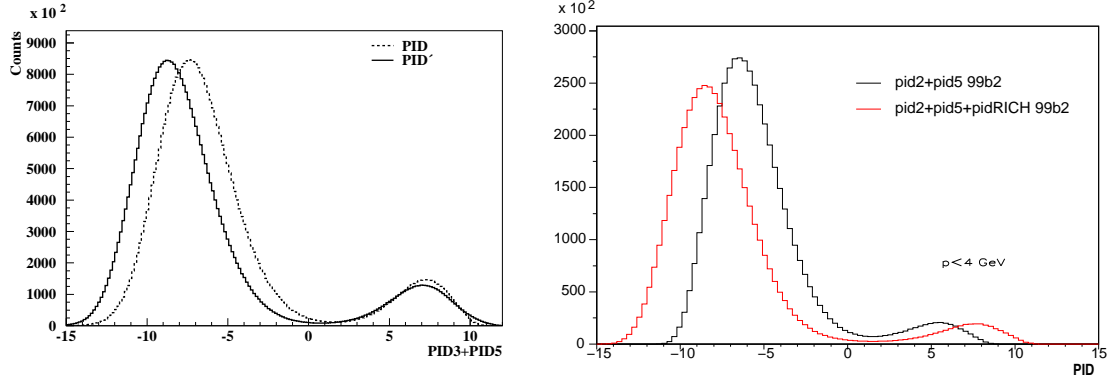 x 10 2
Counts
9000
8000
7000
6000
5000
4000
3000
2000
1000
0
-15 -10 -5 0 5 10
PID3+PID5
PID
PID´
x 10 2
3000
2500
2000
1500
1000
500
0
−15 −10 −5 0 5 10 15
PID
pid2+pid5 99b2
pid2+pid5+pidRICH 99b2
p<4 GeV